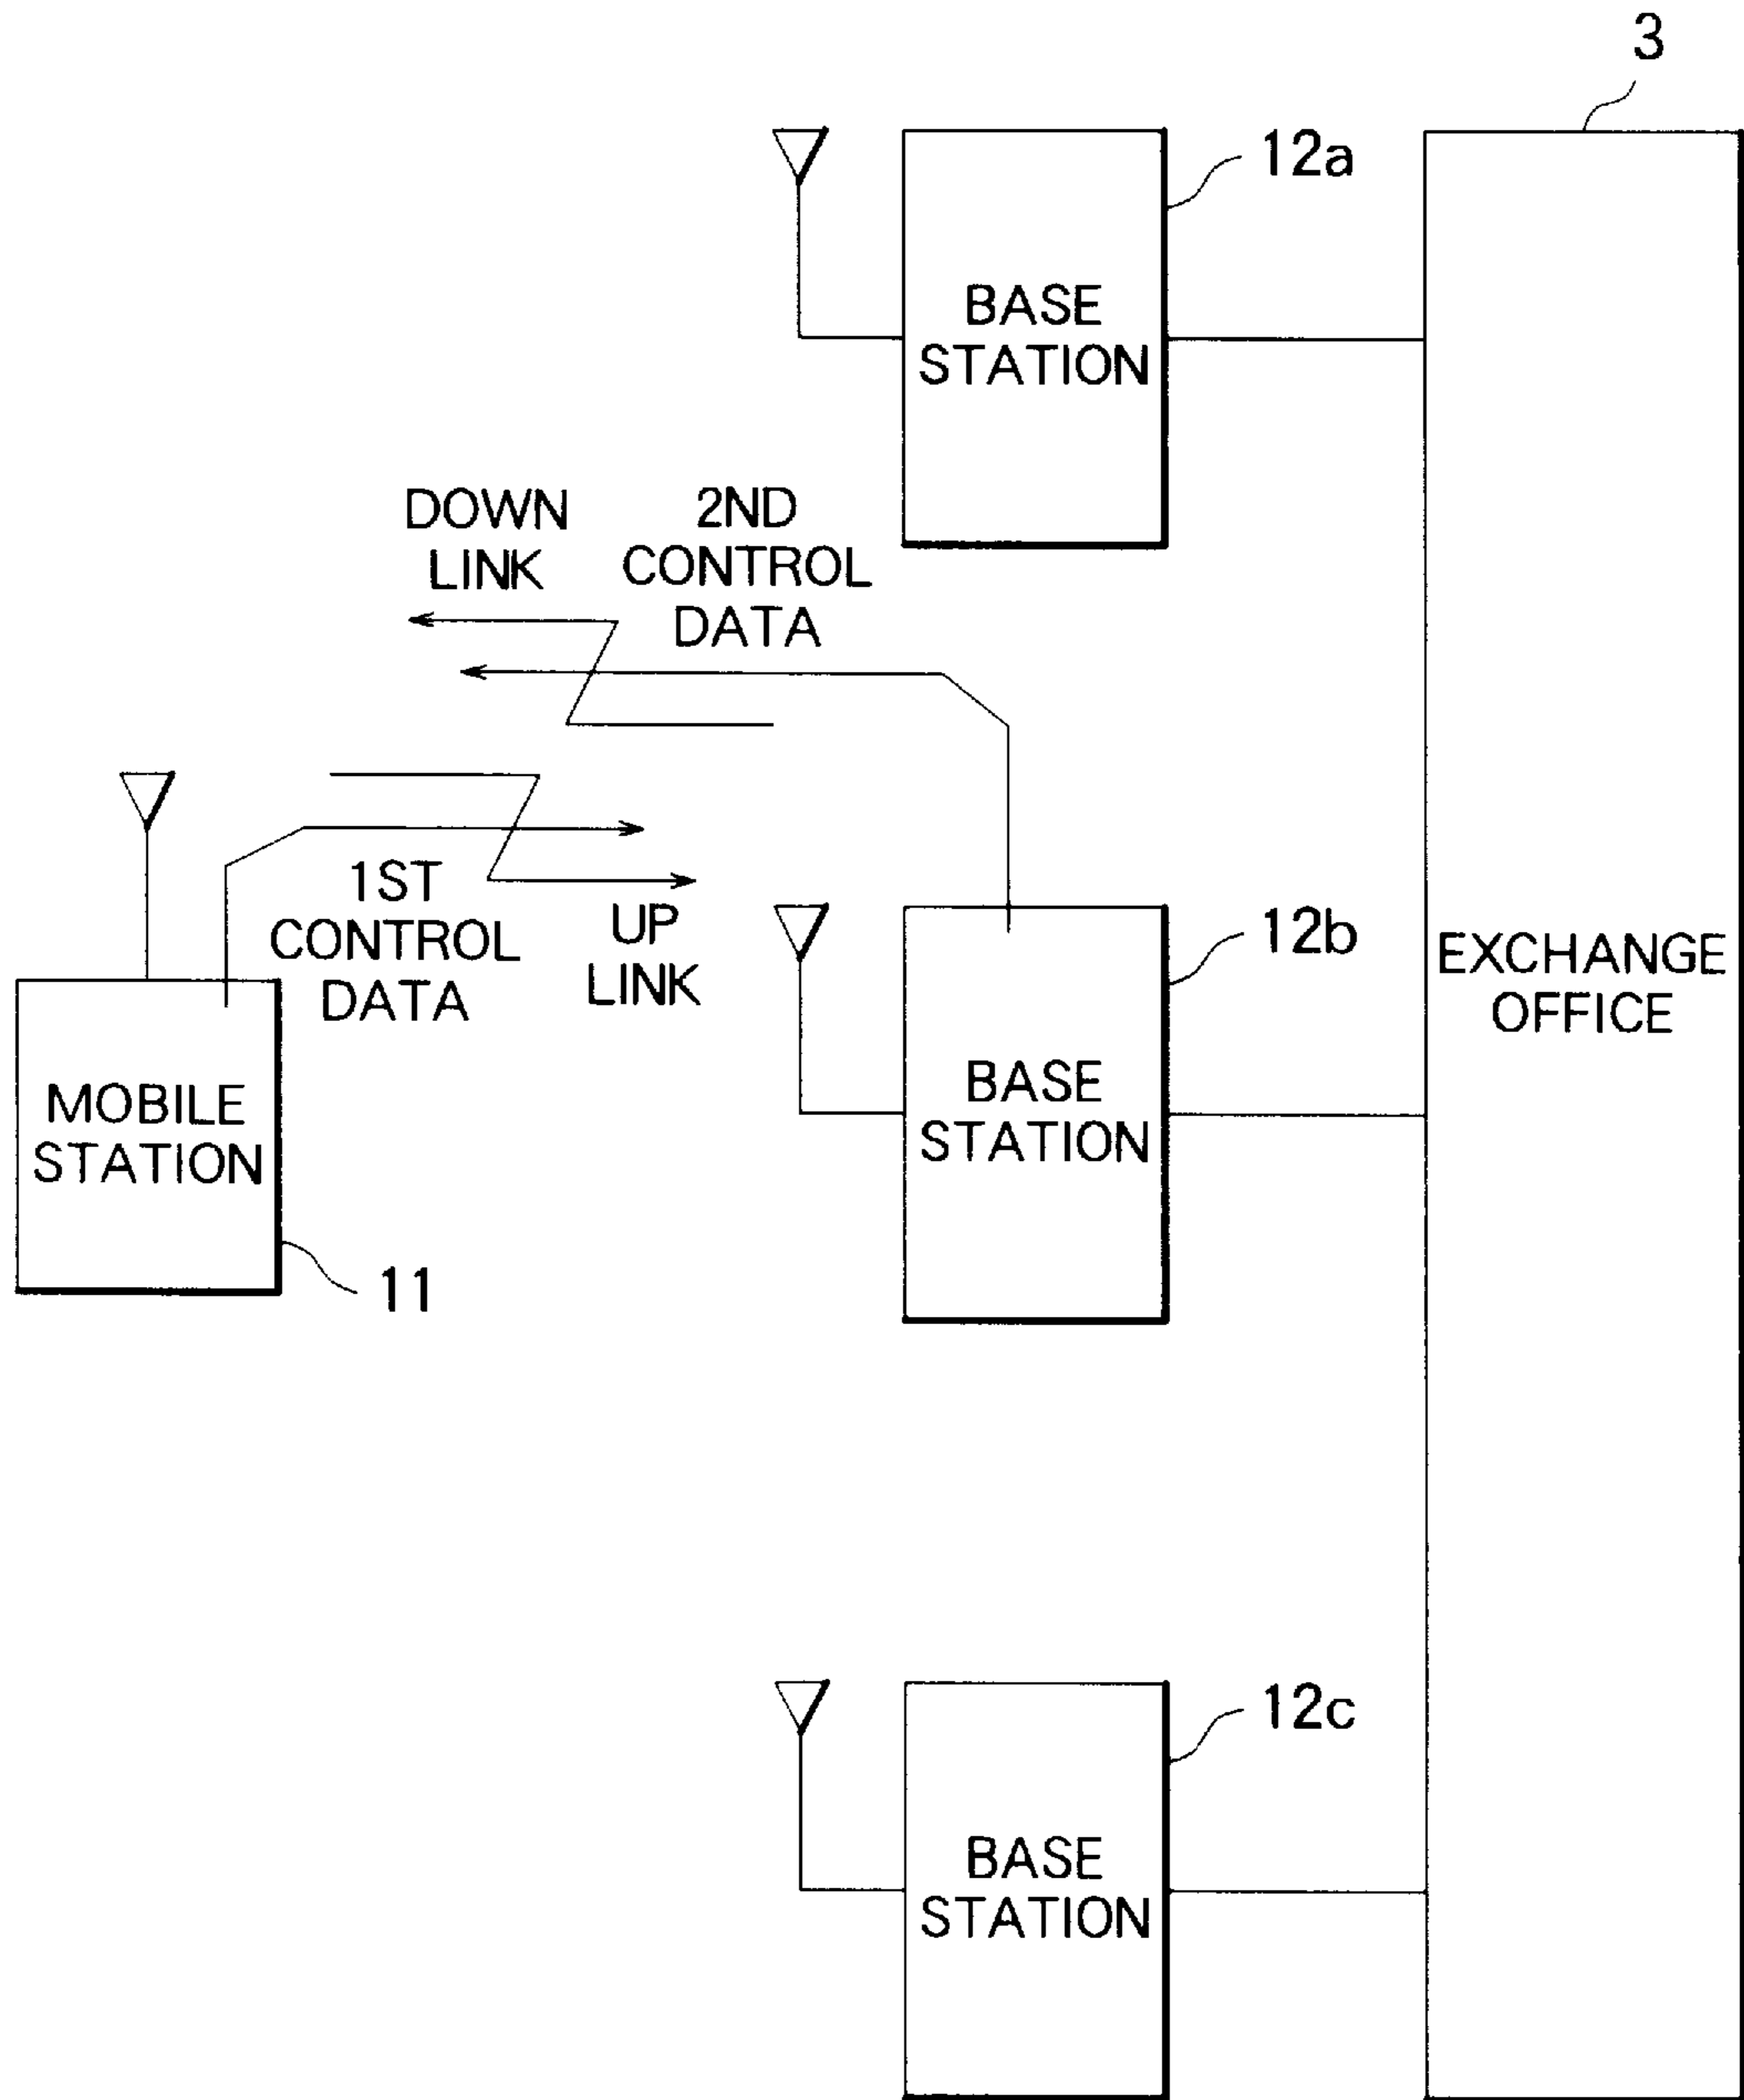 3
12a
BASE
STATION
DOWN
LINK
2ND
CONTROL
DATA
1ST
CONTROL
DATA
UP
LINK
12b
EXCHANGE
OFFICE
BASE
STATION
MOBILE
STATION
11
12c
BASE
STATION